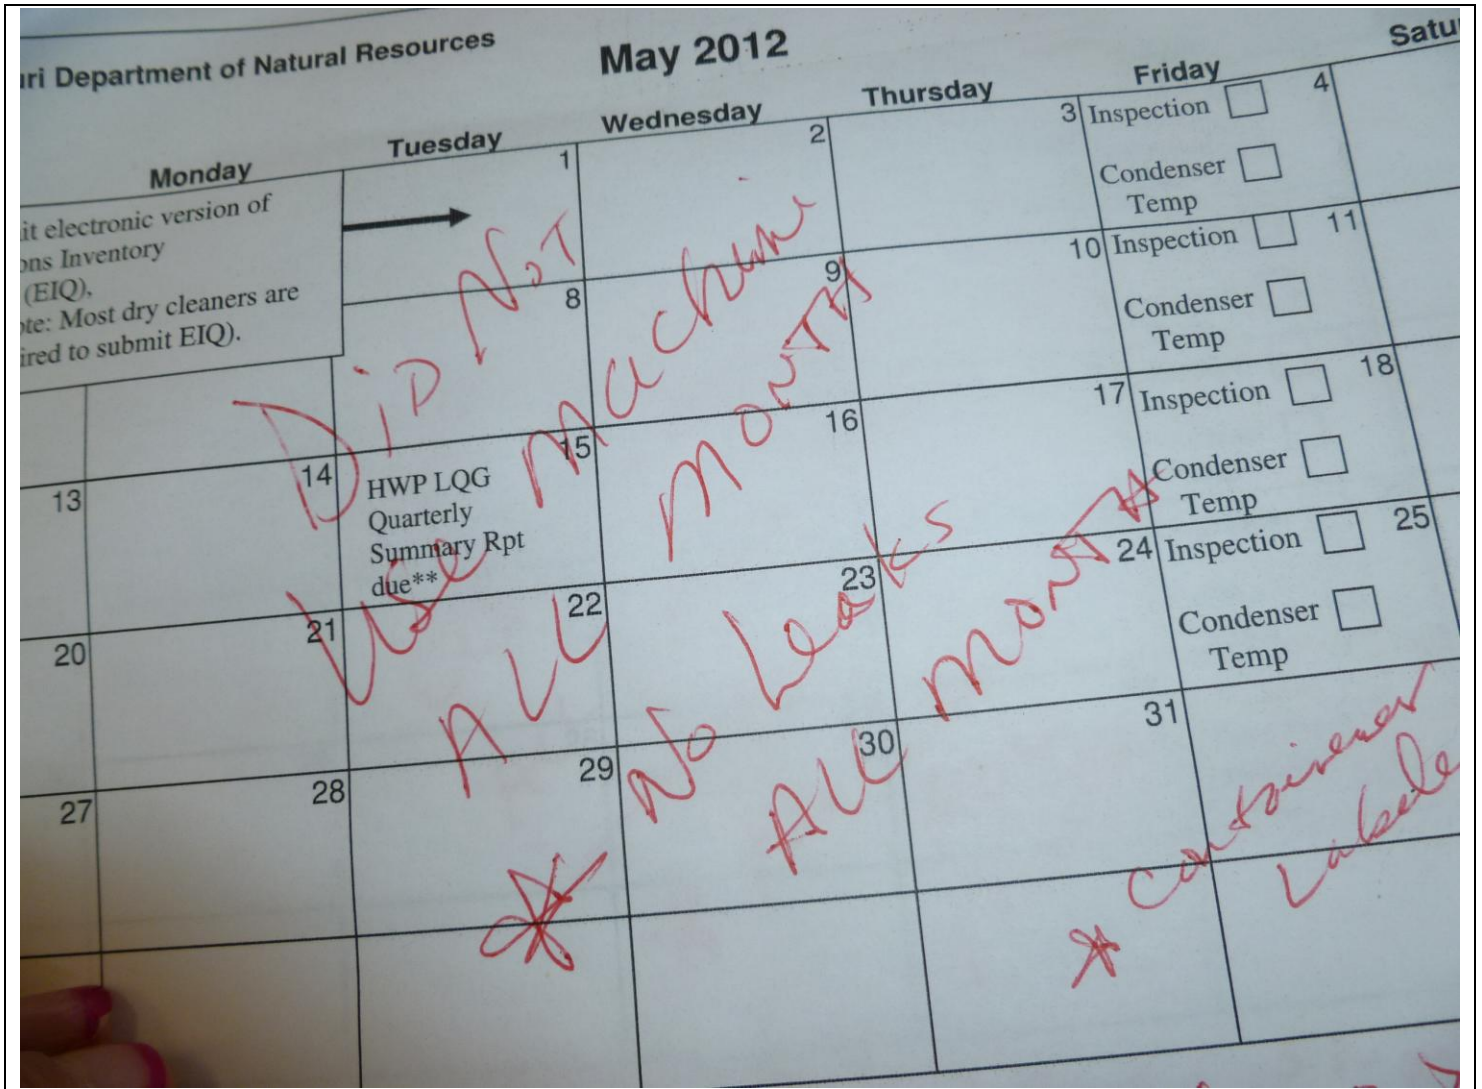 uri Department of Natural Resources
May 2012
Monday Tuesday Wednesday Thursday Friday Satu
it electronic version of
ons Inventory
(EIQ),
te: Most dry cleaners are
ired to submit EIQ).
1 2 3 4
Inspection
Condenser
Temp
8 9 10 11
Inspection
Condenser
Temp
13 14 15 16 17 18
HWP LQG
Quarterly
Summary Rpt
due**
Inspection
Condenser
Temp
20 21 22 23 24 25
Inspection
Condenser
Temp
27 28 29 30 31
DiD NoT
Use Machine
ALL MONTH
No Leaks
ALL MONTH
* container
Labele